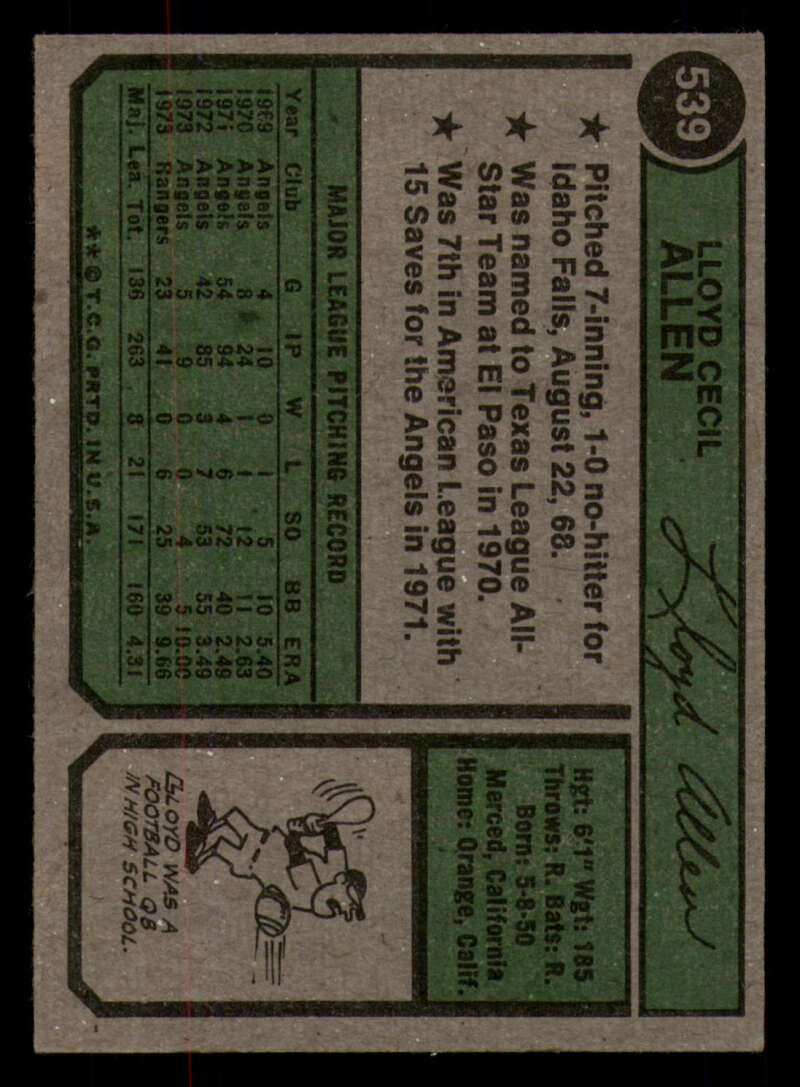 539
LLOYD CECIL
ALLEN
Lloyd Allen
★ Pitched 7-inning, 1-0 no-hitter for
Idaho Falls, August 22, 68.
★ Was named to Texas League All-
Star Team at El Paso in 1970.
★ Was 7th in American League with
15 Saves for the Angels in 1971.
MAJOR LEAGUE PITCHING RECORD
Year Club G IP W L SO BB ERA
1969 Angels 4 10 0 1 5 10 5.40
1970 Angels 8 24 1 1 12 11 2.63
1971 Angels 54 94 4 6 72 40 2.49
1972 Angels 42 85 3 7 53 55 3.49
1973 Angels 5 9 0 0 4 5 10.00
1973 Rangers 23 41 0 6 25 39 9.66
Maj. Lea. Tot. 136 263 8 21 171 160 4.31
**©T.C.G. PRTD. IN U.S.A.
Hgt: 6'1" Wgt: 185
Throws: R. Bats: R.
Born: 5-8-50
Merced, California
Home: Orange, Calif.
LLOYD WAS A
FOOTBALL QB
IN HIGH SCHOOL.